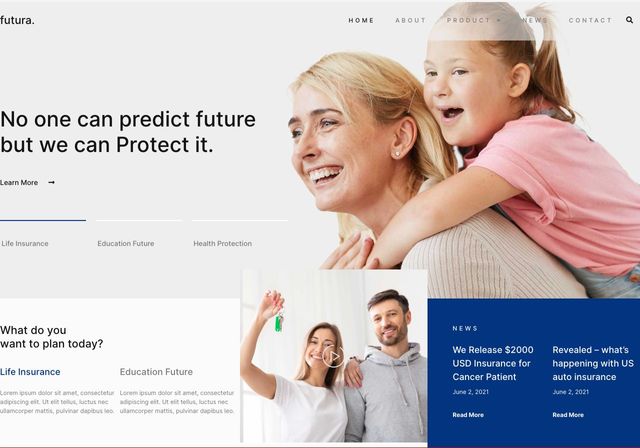 futura.
HOME ABOUT PRODUCT NEWS CONTACT
No one can predict future
but we can Protect it.
Learn More →
Life Insurance
Education Future
Health Protection
What do you
want to plan today?
Life Insurance
Lorem ipsum dolor sit amet, consectetur
adipiscing elit. Ut elit tellus, luctus nec
ullamcorper mattis, pulvinar dapibus leo.
Education Future
Lorem ipsum dolor sit amet, consectetur
adipiscing elit. Ut elit tellus, luctus nec
ullamcorper mattis, pulvinar dapibus leo.
NEWS
We Release $2000
USD Insurance for
Cancer Patient
June 2, 2021
Read More
Revealed – what's
happening with US
auto insurance
June 2, 2021
Read More